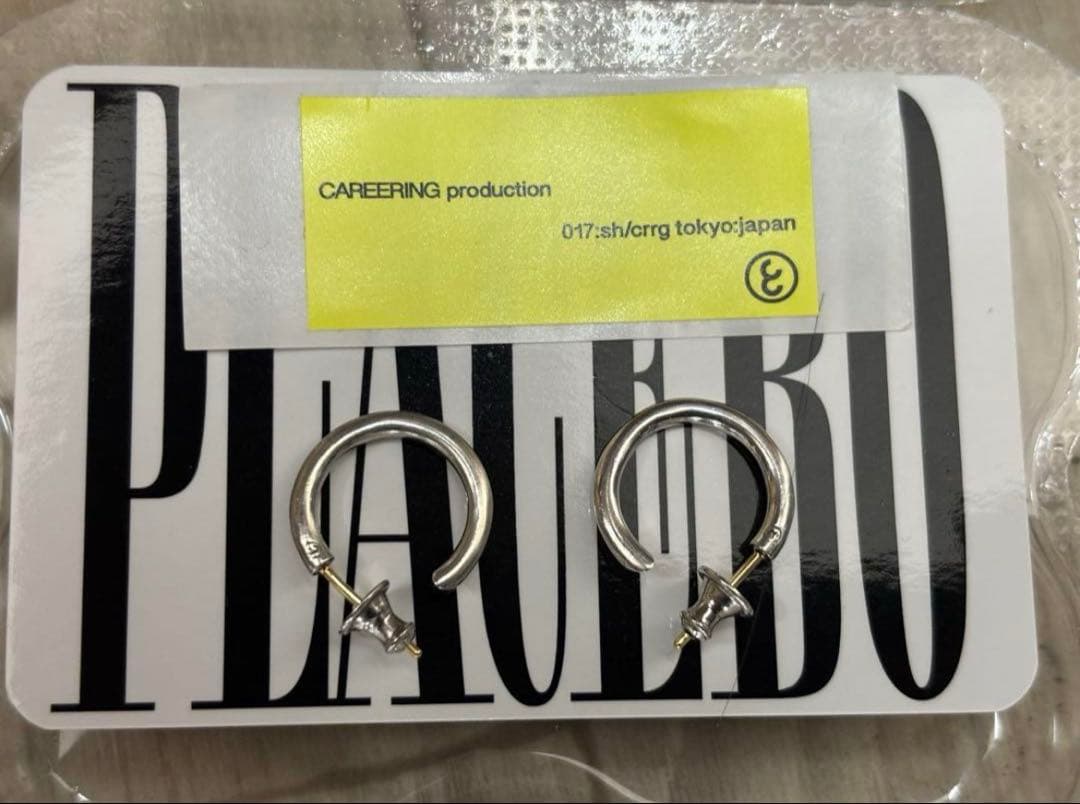 CAREERING production
017:sh/crrg tokyo:japan
PLACEBO